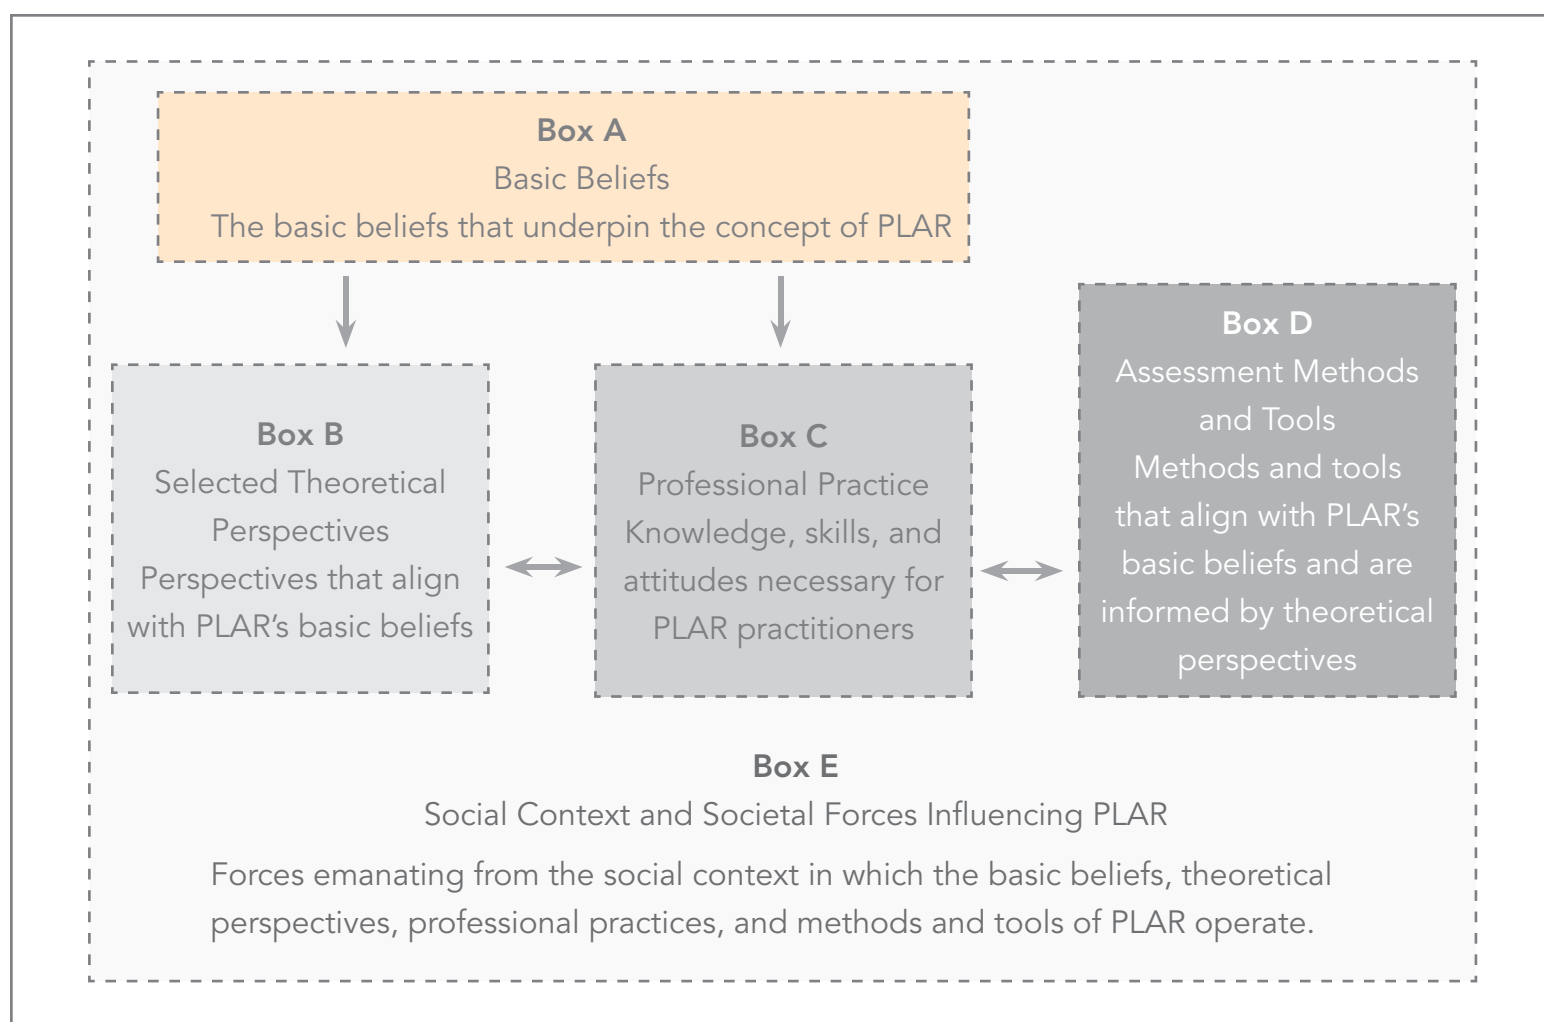 Box A
Basic Beliefs
The basic beliefs that underpin the concept of PLAR
Box B
Selected Theoretical
Perspectives
Perspectives that align
with PLAR's basic beliefs
Box C
Professional Practice
Knowledge, skills, and
attitudes necessary for
PLAR practitioners
Box D
Assessment Methods
and Tools
Methods and tools
that align with PLAR's
basic beliefs and are
informed by theoretical
perspectives
Box E
Social Context and Societal Forces Influencing PLAR
Forces emanating from the social context in which the basic beliefs, theoretical
perspectives, professional practices, and methods and tools of PLAR operate.